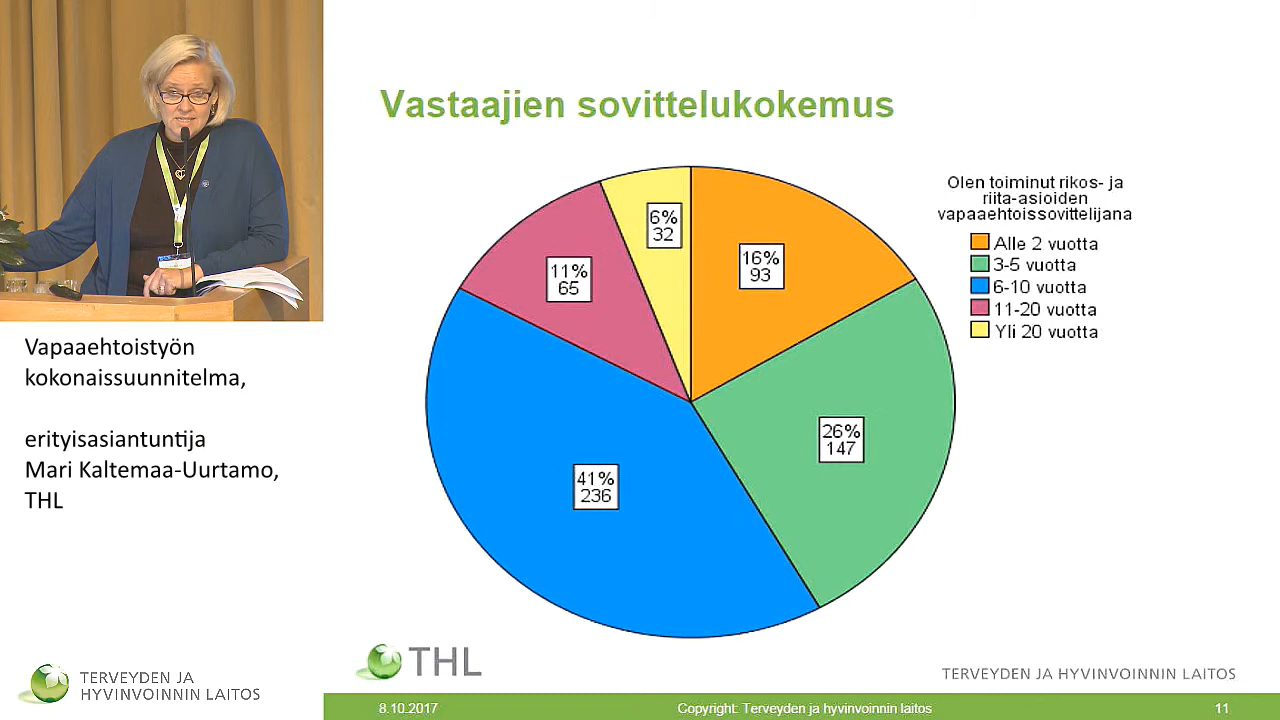 Vastaajien sovittelukokemus
6%
32
16%
93
11%
65
26%
147
41%
236
Olen toiminut rikos- ja
riita-asioiden
vapaaehtoissovittelijana
Alle 2 vuotta
3-5 vuotta
6-10 vuotta
11-20 vuotta
Yli 20 vuotta
Vapaaehtoistyön
kokonaissuunnitelma,
erityisasiantuntija
Mari Kaltemaa-Uurtamo,
THL
TERVEYDEN JA
HYVINVOINNIN LAITOS
THL
TERVEYDEN JA HYVINVOINNIN LAITOS
8.10.2017
Copyright: Terveyden ja hyvinvoinnin laitos
11